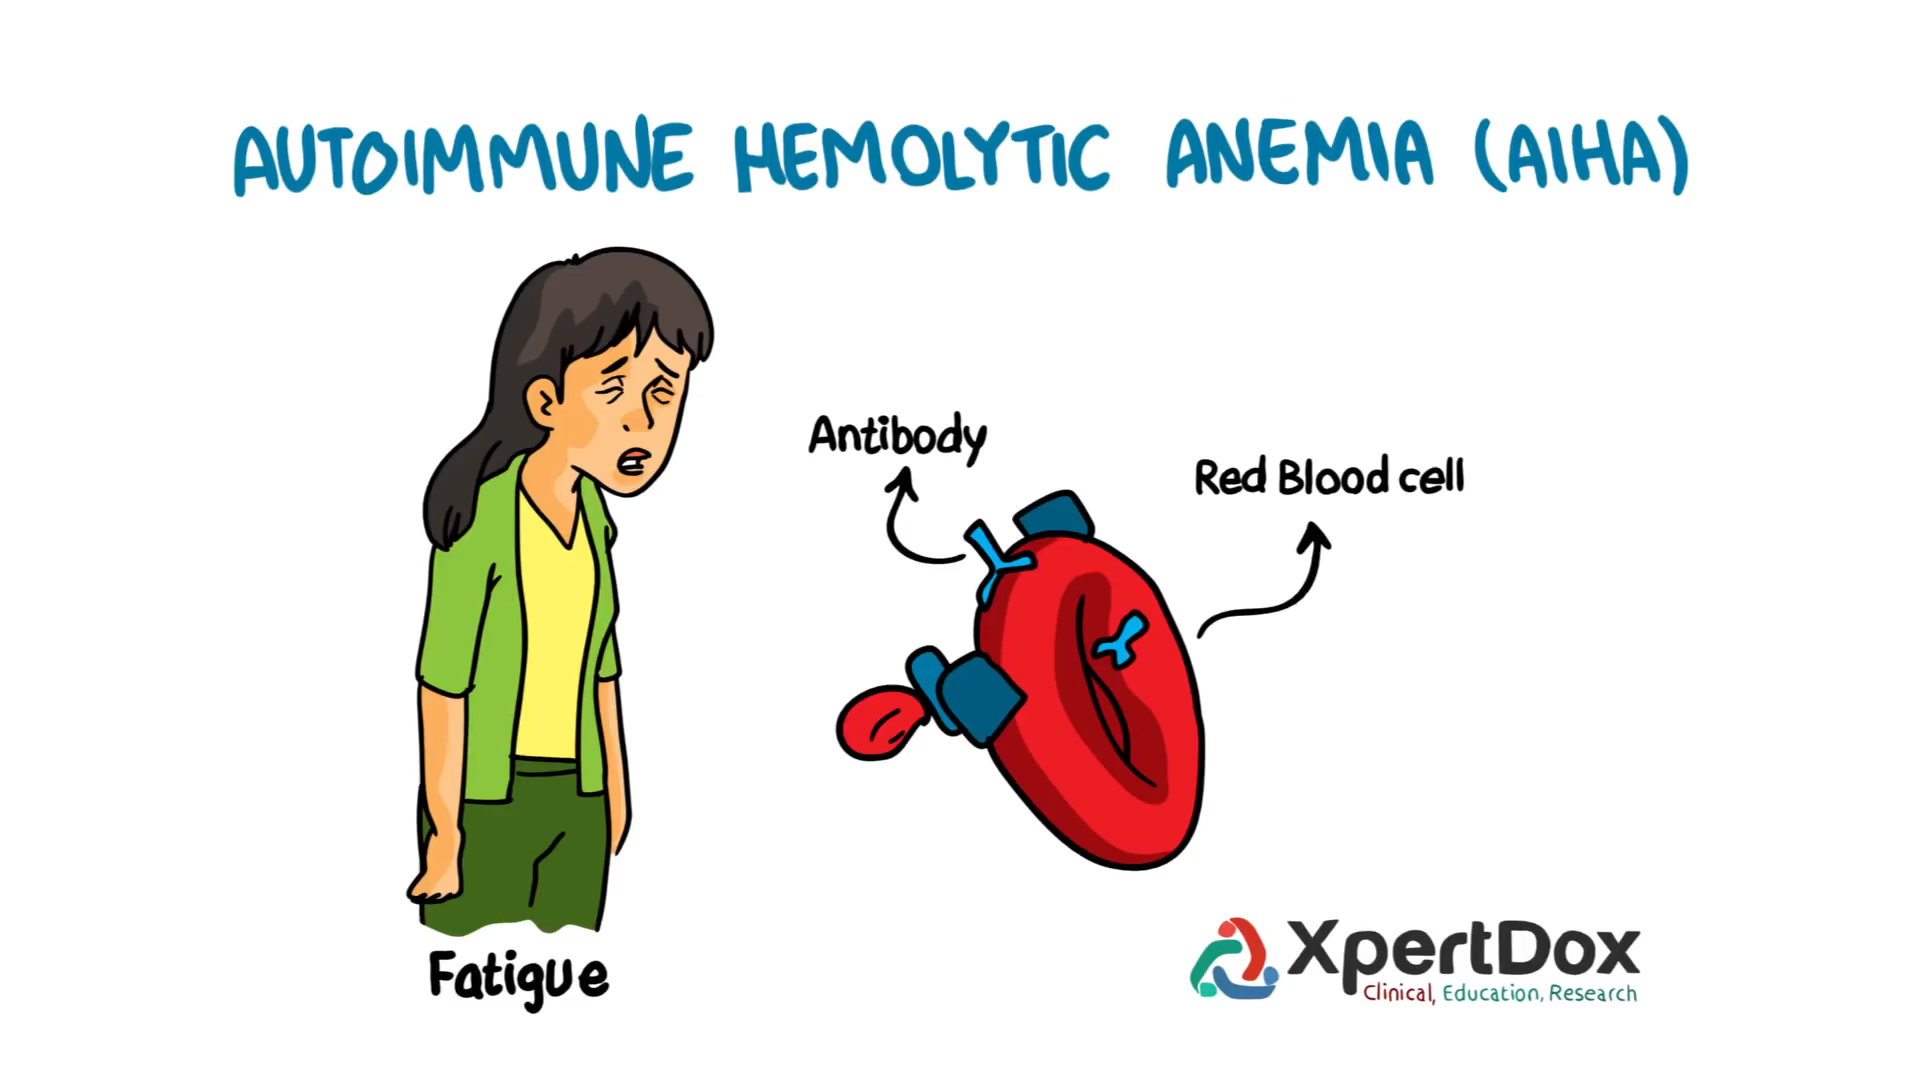 AUTOIMMUNE HEMOLYTIC ANEMIA (AIHA)
Antibody
Red Blood cell
Fatigue
XpertDox
Clinical, Education, Research